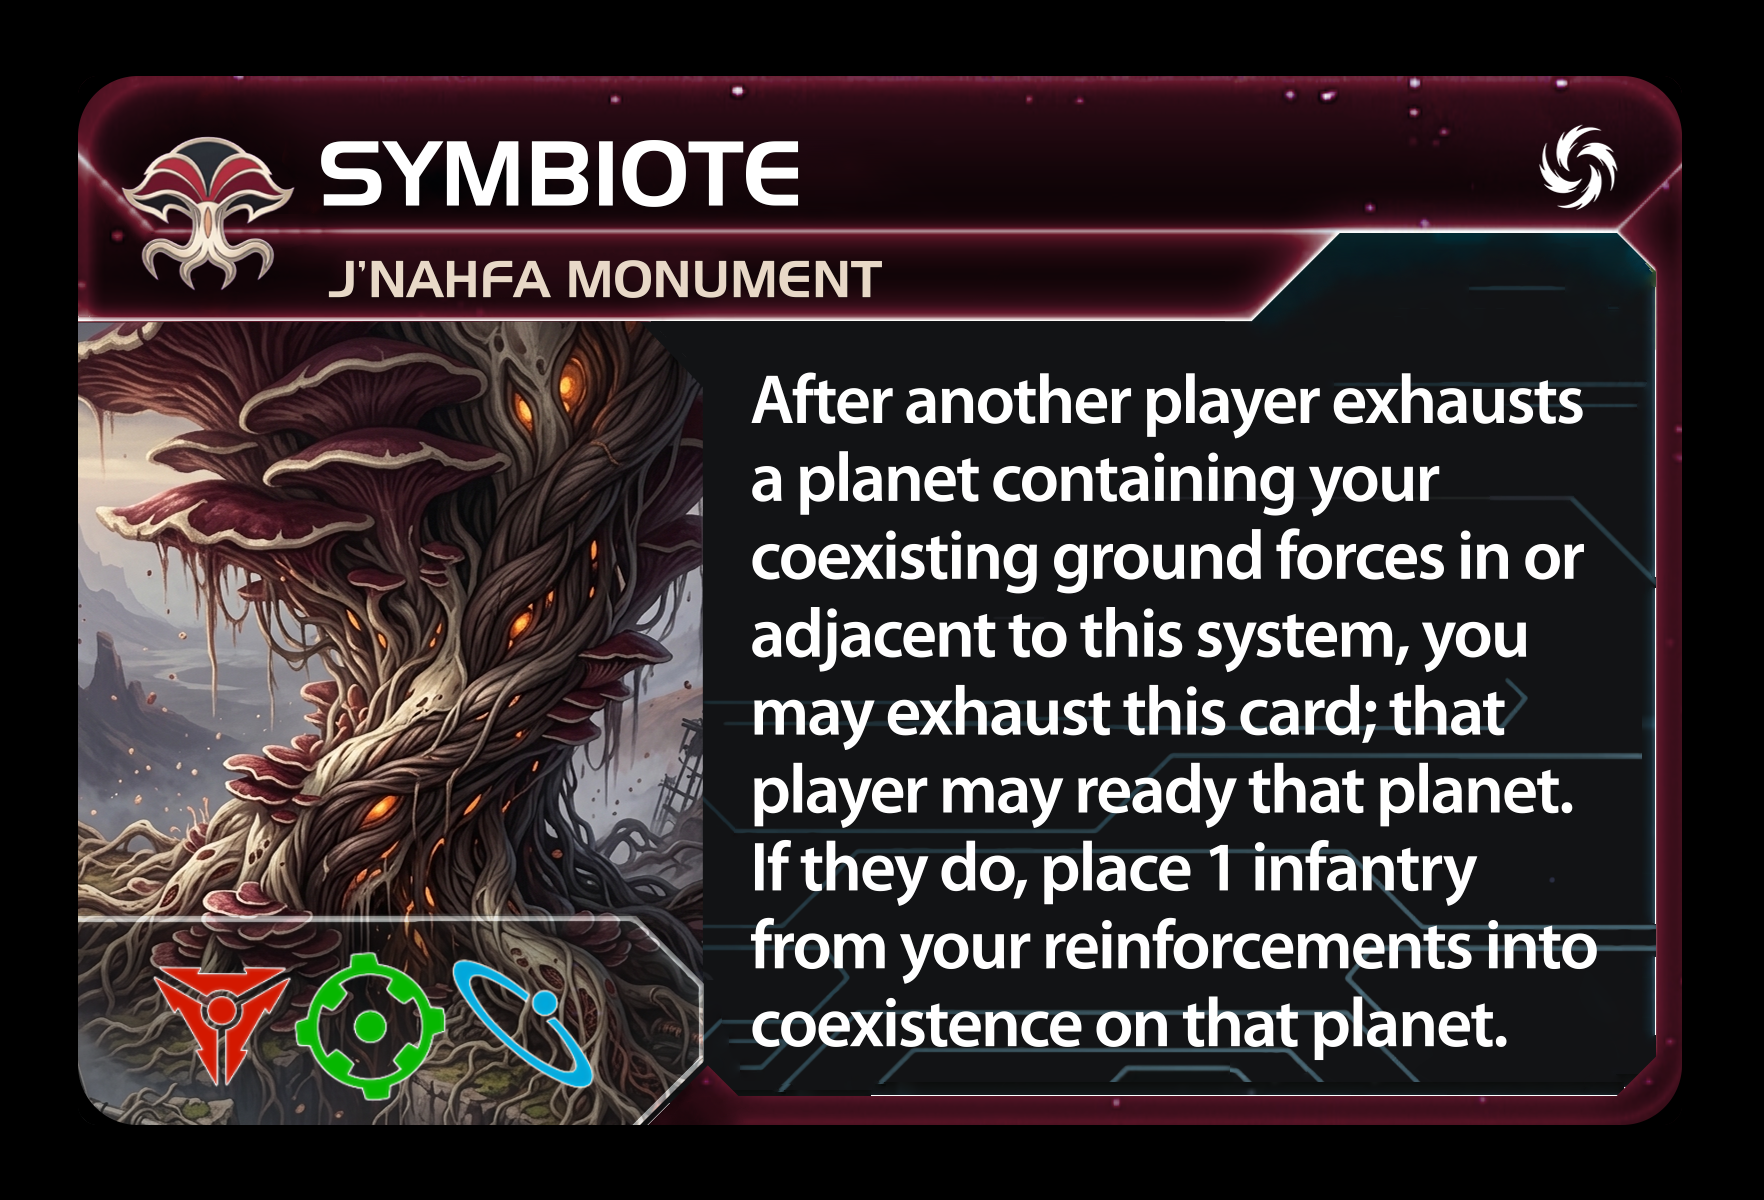 SYMBIOTE
J'NAHFA MONUMENT
After another player exhausts
a planet containing your
coexisting ground forces in or
adjacent to this system, you
may exhaust this card; that
player may ready that planet.
If they do, place 1 infantry
from your reinforcements into
coexistence on that planet.